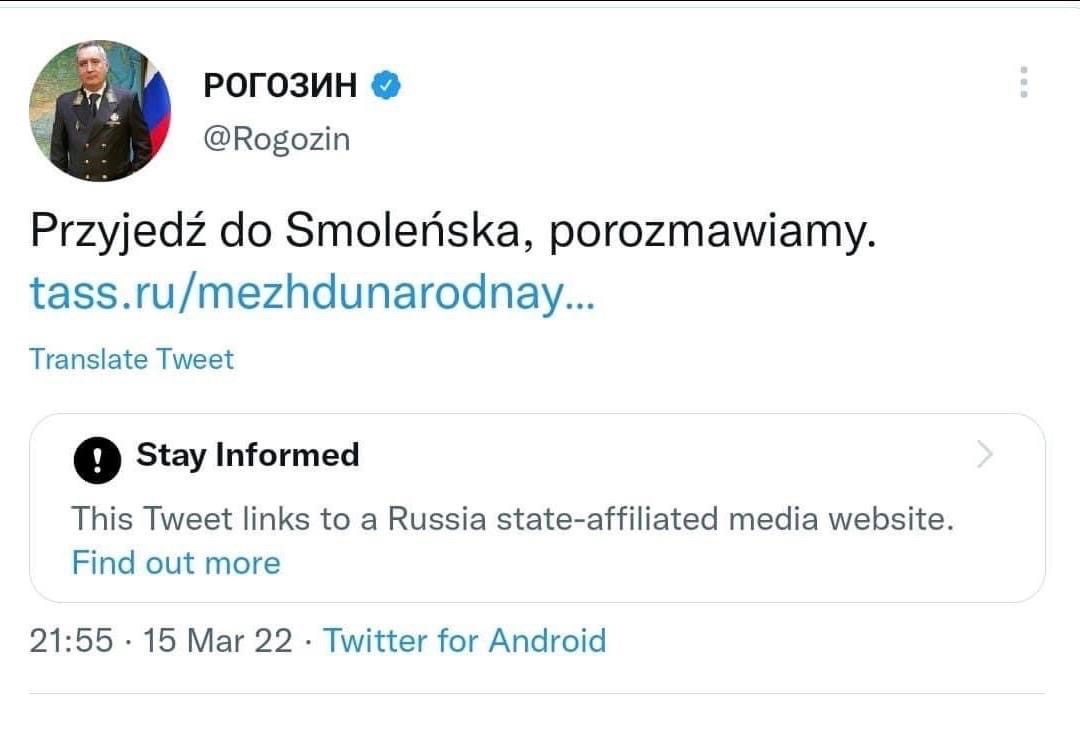 РОГОЗИН
@Rogozin
Przyjedź do Smoleńska, porozmawiamy.
tass.ru/mezhdunarodnay...
Translate Tweet
! Stay Informed
This Tweet links to a Russia state-affiliated media website.
Find out more
21:55 · 15 Mar 22 · Twitter for Android